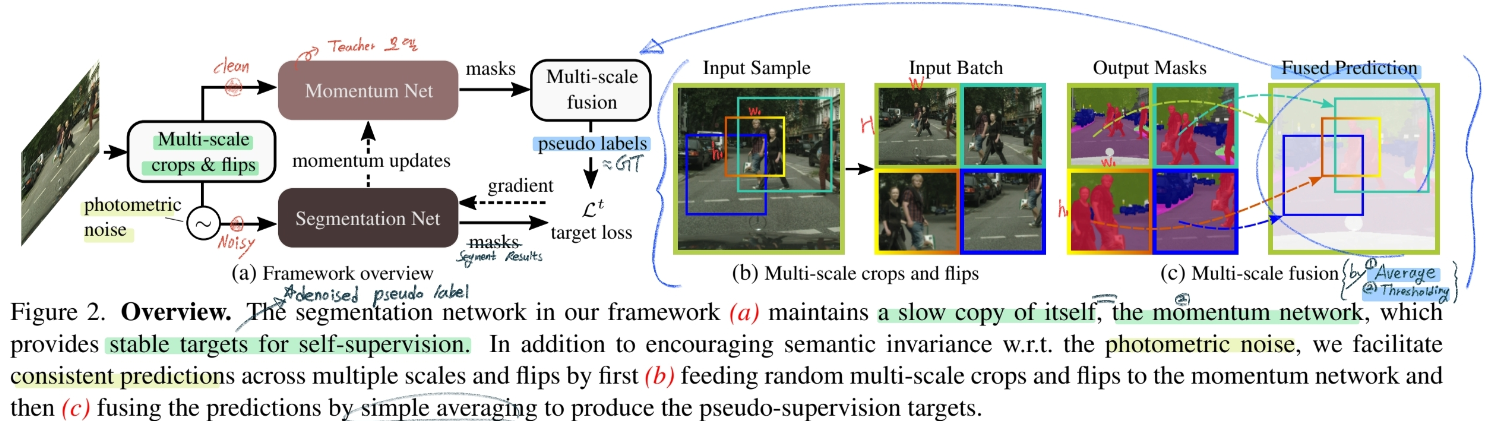 clean
Teacher 모델
Momentum Net
masks
Multi-scale
fusion
Multi-scale
crops & flips
momentum updates
pseudo labels
≈GT
photometric
noise
~
Noisy
Segmentation Net
gradient
ℒᵗ
target loss
masks
Segment Results
(a) Framework overview
Input Sample
Input Batch
Output Masks
Fused Prediction
W
H
w₁
h₁
w₁
h₁
(b) Multi-scale crops and flips
(c) Multi-scale fusion
by ① Average
② Thresholding
denoised pseudo label
②
Figure 2. Overview. The segmentation network in our framework (a) maintains a slow copy of itself, the momentum network, which
provides stable targets for self-supervision. In addition to encouraging semantic invariance w.r.t. the photometric noise, we facilitate
consistent predictions across multiple scales and flips by first (b) feeding random multi-scale crops and flips to the momentum network and
then (c) fusing the predictions by simple averaging to produce the pseudo-supervision targets.